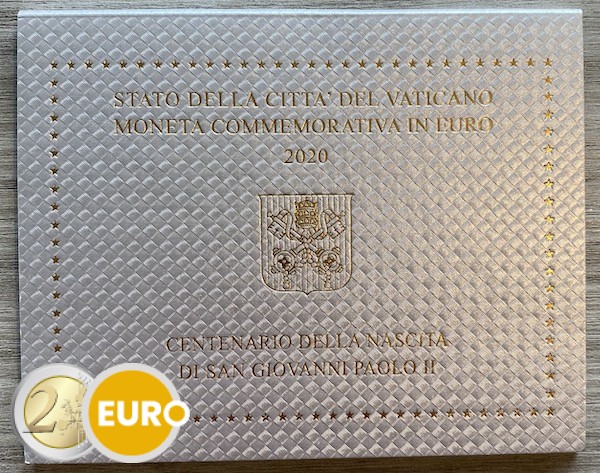 STATO DELLA CITTA' DEL VATICANO
MONETA COMMEMORATIVA IN EURO
2020
CENTENARIO DELLA NASCITA
DI SAN GIOVANNI PAOLO II
2 EURO